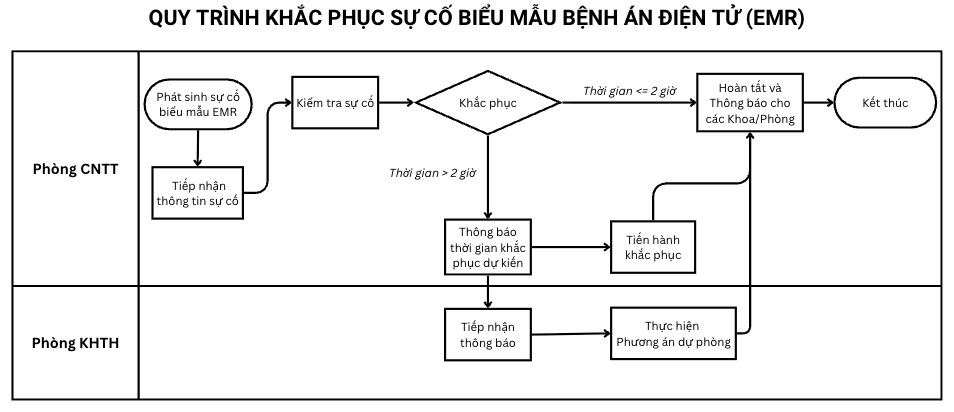 QUY TRÌNH KHẮC PHỤC SỰ CỐ BIỂU MẪU BỆNH ÁN ĐIỆN TỬ (EMR)
Phòng CNTT
Phát sinh sự cố
biểu mẫu EMR
Tiếp nhận
thông tin sự cố
Kiểm tra sự cố
Khắc phục
Thời gian <= 2 giờ
Hoàn tất và
Thông báo cho
các Khoa/Phòng
Kết thúc
Thời gian > 2 giờ
Thông báo
thời gian khắc
phục dự kiến
Tiến hành
khắc phục
Phòng KHTH
Tiếp nhận
thông báo
Thực hiện
Phương án dự phòng